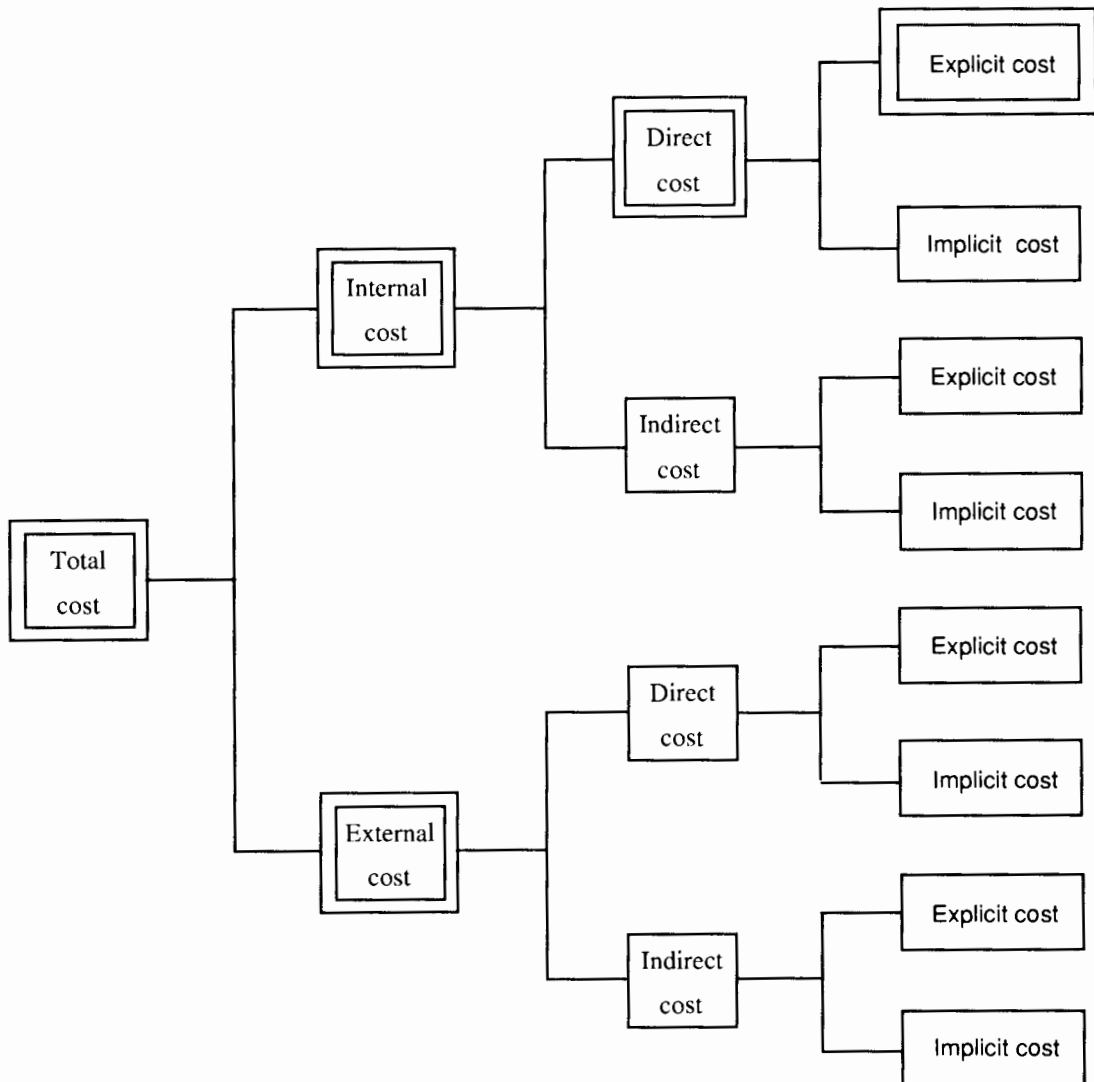 Explicit cost
Direct
cost
Implicit cost
Internal
cost
Explicit cost
Indirect
cost
Implicit cost
Total
cost
Explicit cost
Direct
cost
Implicit cost
External
cost
Explicit cost
Indirect
cost
Implicit cost